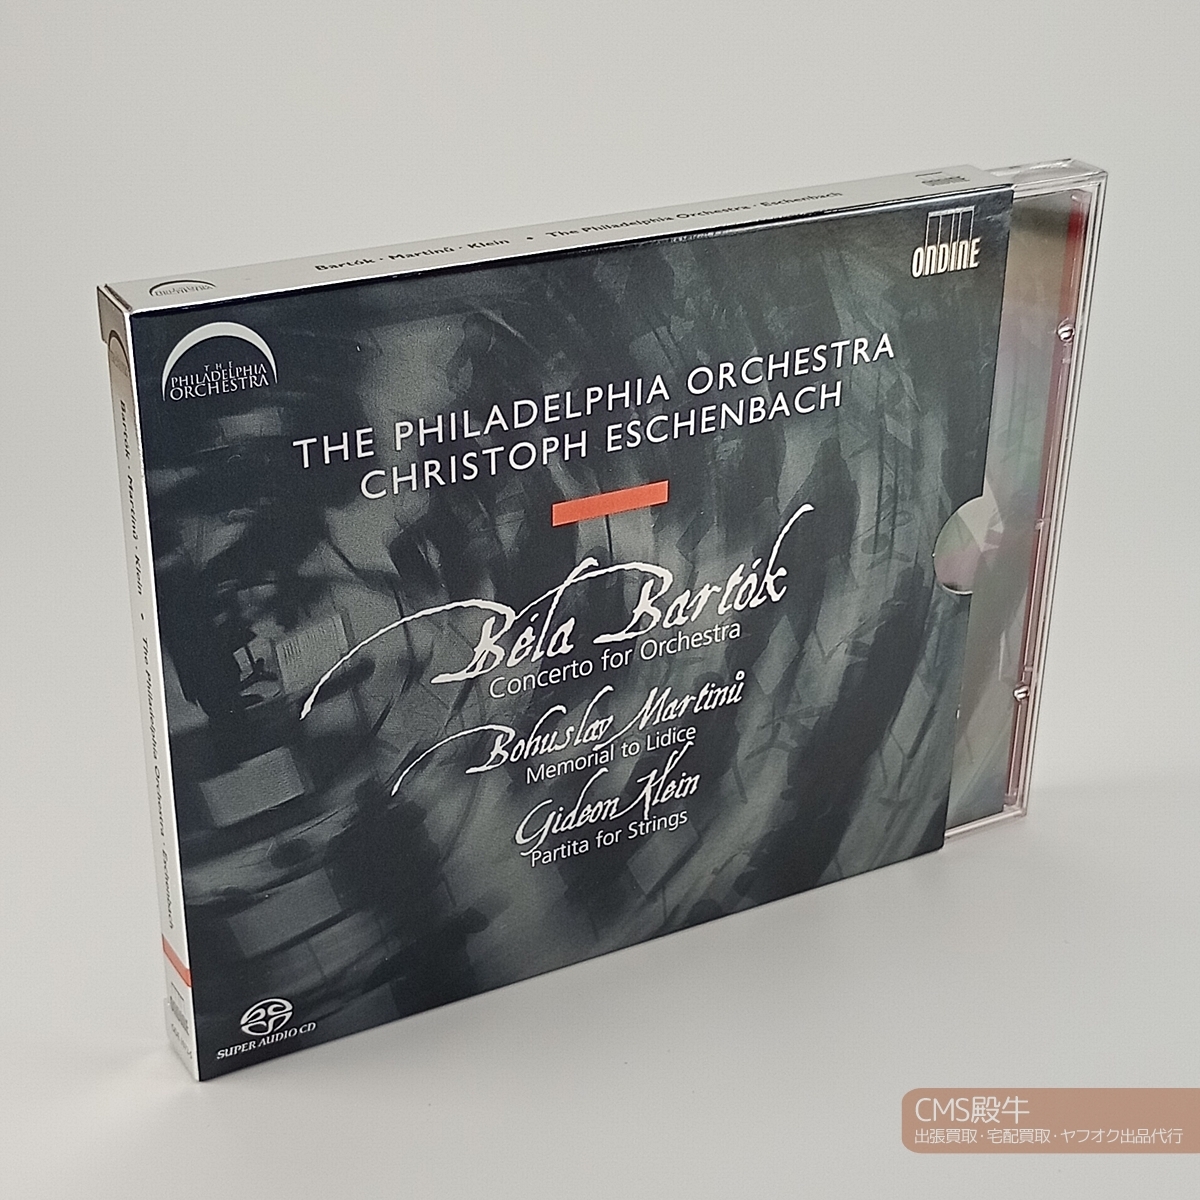 Bartók · Martinů · Klein • The Philadelphia Orchestra · Eschenbach
ONDINE
THE
PHILADELPHIA
ORCHESTRA
THE PHILADELPHIA ORCHESTRA
CHRISTOPH ESCHENBACH
Béla Bartók
Concerto for Orchestra
Bohuslav Martinů
Memorial to Lidice
Gideon Klein
Partita for Strings
SUPER AUDIO CD
Bartók · Martinů · Klein • The Philadelphia Orchestra · Eschenbach
ONDINE
CMS殿牛
出張買取・宅配買取・ヤフオク出品代行